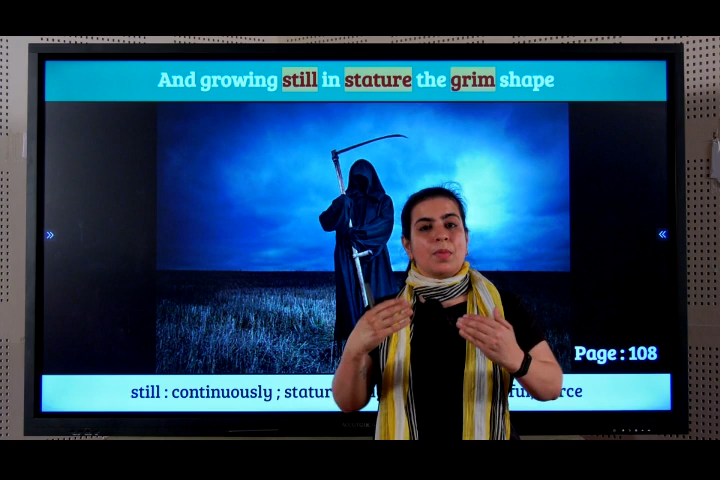 And growing still in stature the grim shape
»
«
Page : 108
still : continuously ; stature